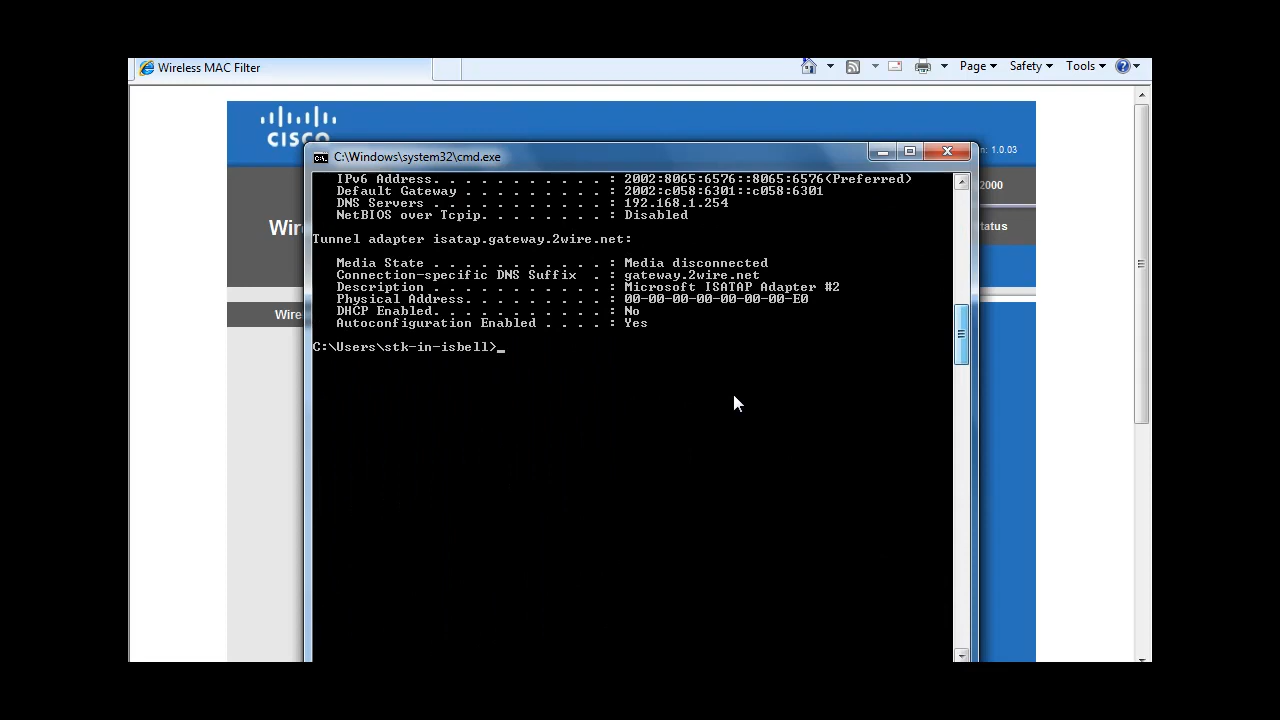 Wireless MAC Filter
Page
Safety
Tools
CISCO
C:\Windows\system32\cmd.exe
n: 1.0.03
2000
Wir
tatus
Wire
IPv6 Address. . . . . . . . . . . : 2002:8065:6576::8065:6576(Preferred)
Default Gateway . . . . . . . . . : 2002:c058:6301::c058:6301
DNS Servers . . . . . . . . . . . : 192.168.1.254
NetBIOS over Tcpip. . . . . . . . : Disabled
Tunnel adapter isatap.gateway.2wire.net:
Media State . . . . . . . . . . . : Media disconnected
Connection-specific DNS Suffix  . : gateway.2wire.net
Description . . . . . . . . . . . : Microsoft ISATAP Adapter #2
Physical Address. . . . . . . . . : 00-00-00-00-00-00-00-E0
DHCP Enabled. . . . . . . . . . . : No
Autoconfiguration Enabled . . . . : Yes
C:\Users\stk-in-isbell>_